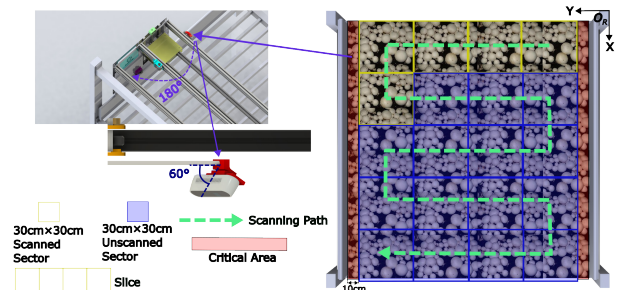 180°
60°
30cm×30cm
Scanned
Sector
30cm×30cm
Unscanned
Sector
Scanning Path
Critical Area
Slice
Y
O_R
X
10cm